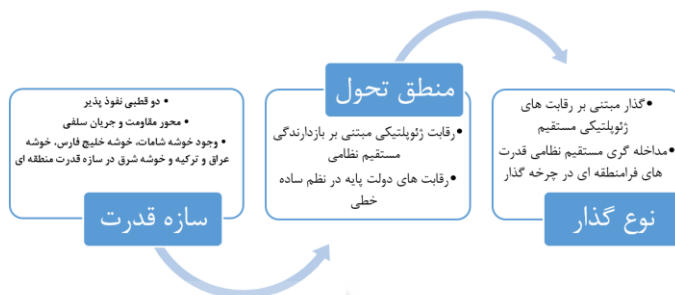 • دو قطبی نفوذ پذیر
• محور مقاومت و جریان سلفی
• وجود خوشه شامات، خوشه خلیج فارس، خوشه
عراق و ترکیه و خوشه شرق در سازه قدرت منطقه ای
سازه قدرت
منطق تحول
• رقابت ژئوپلتیکی مبتنی بر بازدارندگی
مستقیم نظامی
• رقابت های دولت پایه در نظم ساده
خطی
• گذار مبتنی بر رقابت های
ژئوپلتیکی مستقیم
• مداخله گری مستقیم نظامی قدرت
های فرامنطقه ای در چرخه گذار
نوع گذار